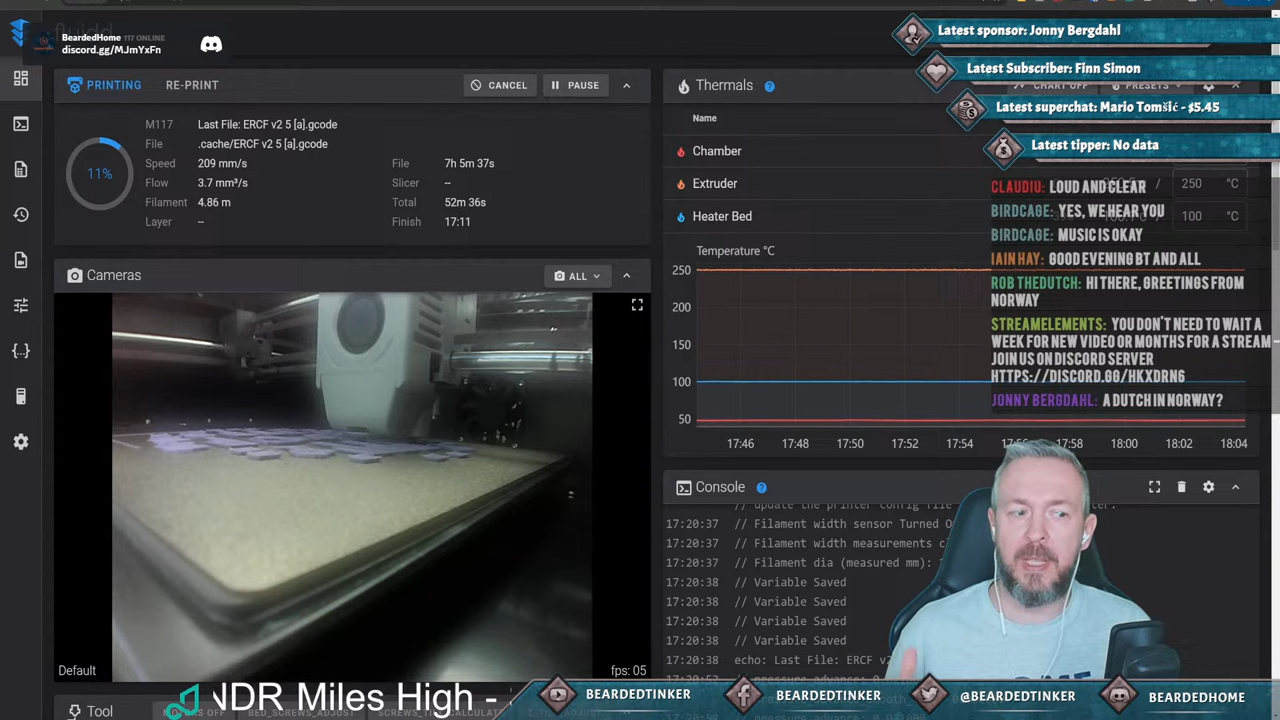 BeardedHome 117 ONLINE
discord.gg/MJmYxFn
PRINTING
RE-PRINT
CANCEL
PAUSE
M117 Last File: ERCF v2 5 [a].gcode
File .cache/ERCF v2 5 [a].gcode
Speed 209 mm/s File 7h 5m 37s
Flow 3.7 mm³/s Slicer --
Filament 4.86 m Total 52m 36s
Layer -- Finish 17:11
11%
Cameras
ALL
Default
fps: 05
Tool
Thermals
Name
Chamber
Extruder
/ 250 °C
Heater Bed
/ 100 °C
Temperature °C
250
200
150
100
50
17:46 17:48 17:50 17:52 17:54 17:56 17:58 18:00 18:02 18:04
Console
17:20:37 // Filament width sensor Turned O
17:20:37 // Filament width measurements c
17:20:37 // Filament dia (measured mm):
17:20:38 // Variable Saved
17:20:38 // Variable Saved
17:20:38 // Variable Saved
17:20:38 // Variable Saved
echo: Last File: ERCF v2
Latest sponsor: Jonny Bergdahl
Latest Subscriber: Finn Simon
Latest superchat: Mario Tomšić - $5.45
Latest tipper: No data
CLAUDIU: LOUD AND CLEAR
BIRDCAGE: YES, WE HEAR YOU
BIRDCAGE: MUSIC IS OKAY
IAIN HAY: GOOD EVENING BT AND ALL
ROB THEDUTCH: HI THERE, GREETINGS FROM
NORWAY
STREAMELEMENTS: YOU DON'T NEED TO WAIT A
WEEK FOR NEW VIDEO OR MONTHS FOR A STREAM
JOIN US ON DISCORD SERVER
HTTPS://DISCORD.GG/HKXDRN6
JONNY BERGDAHL: A DUTCH IN NORWAY?
NDR Miles High -
BEARDEDTINKER
BEARDEDTINKER
@BEARDEDTINKER
BEARDEDHOME